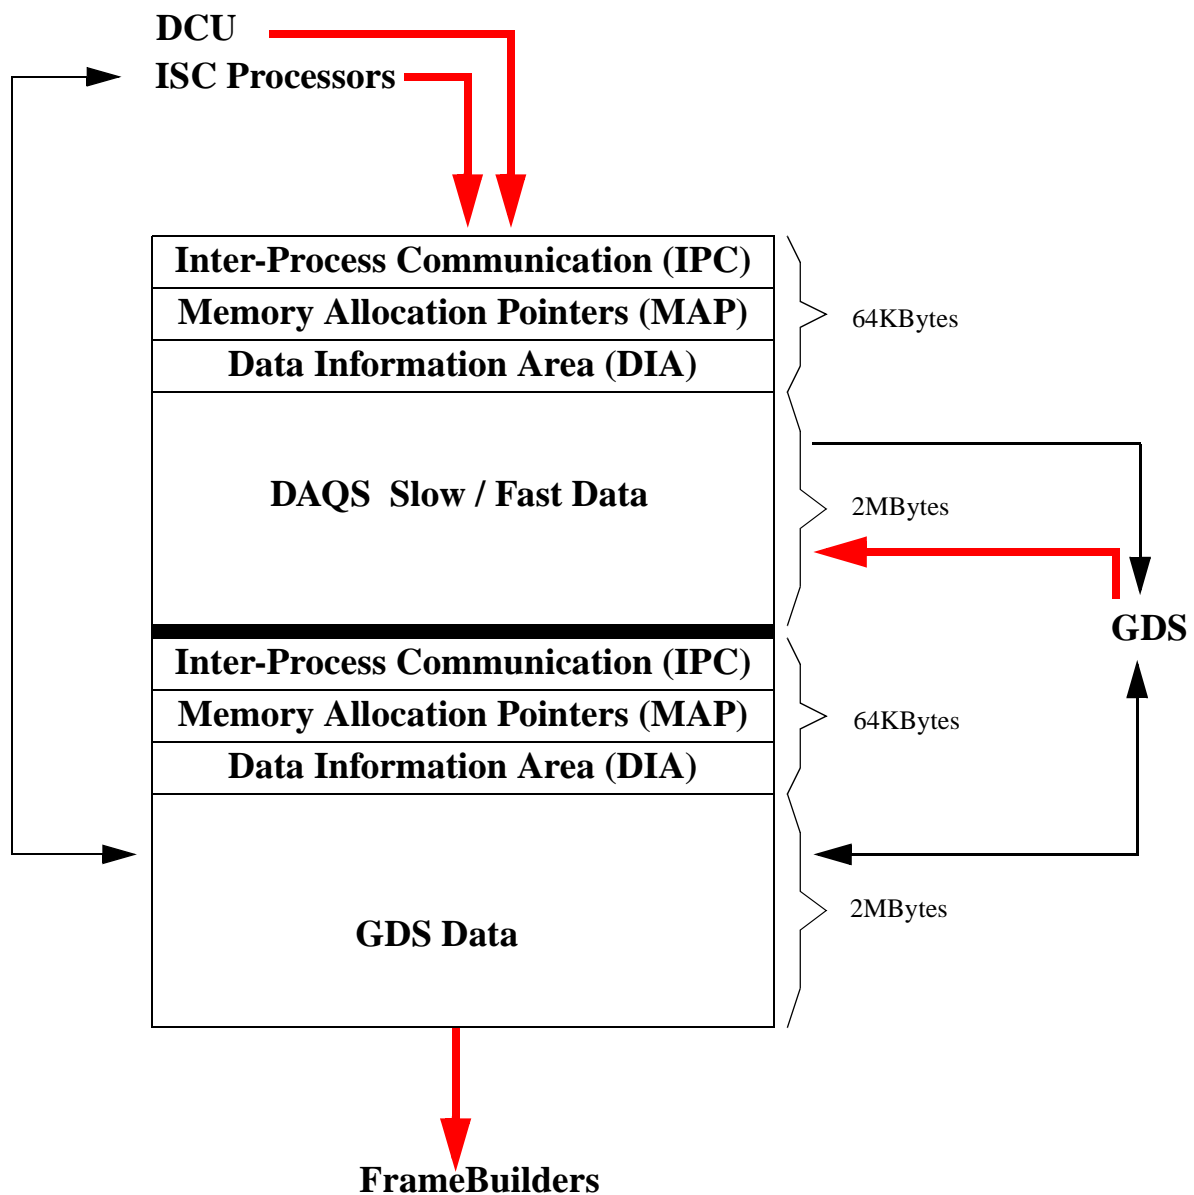 DCU
ISC Processors
Inter-Process Communication (IPC)
Memory Allocation Pointers (MAP)
64KBytes
Data Information Area (DIA)
DAQS  Slow / Fast Data
2MBytes
GDS
Inter-Process Communication (IPC)
Memory Allocation Pointers (MAP)
64KBytes
Data Information Area (DIA)
2MBytes
GDS Data
FrameBuilders